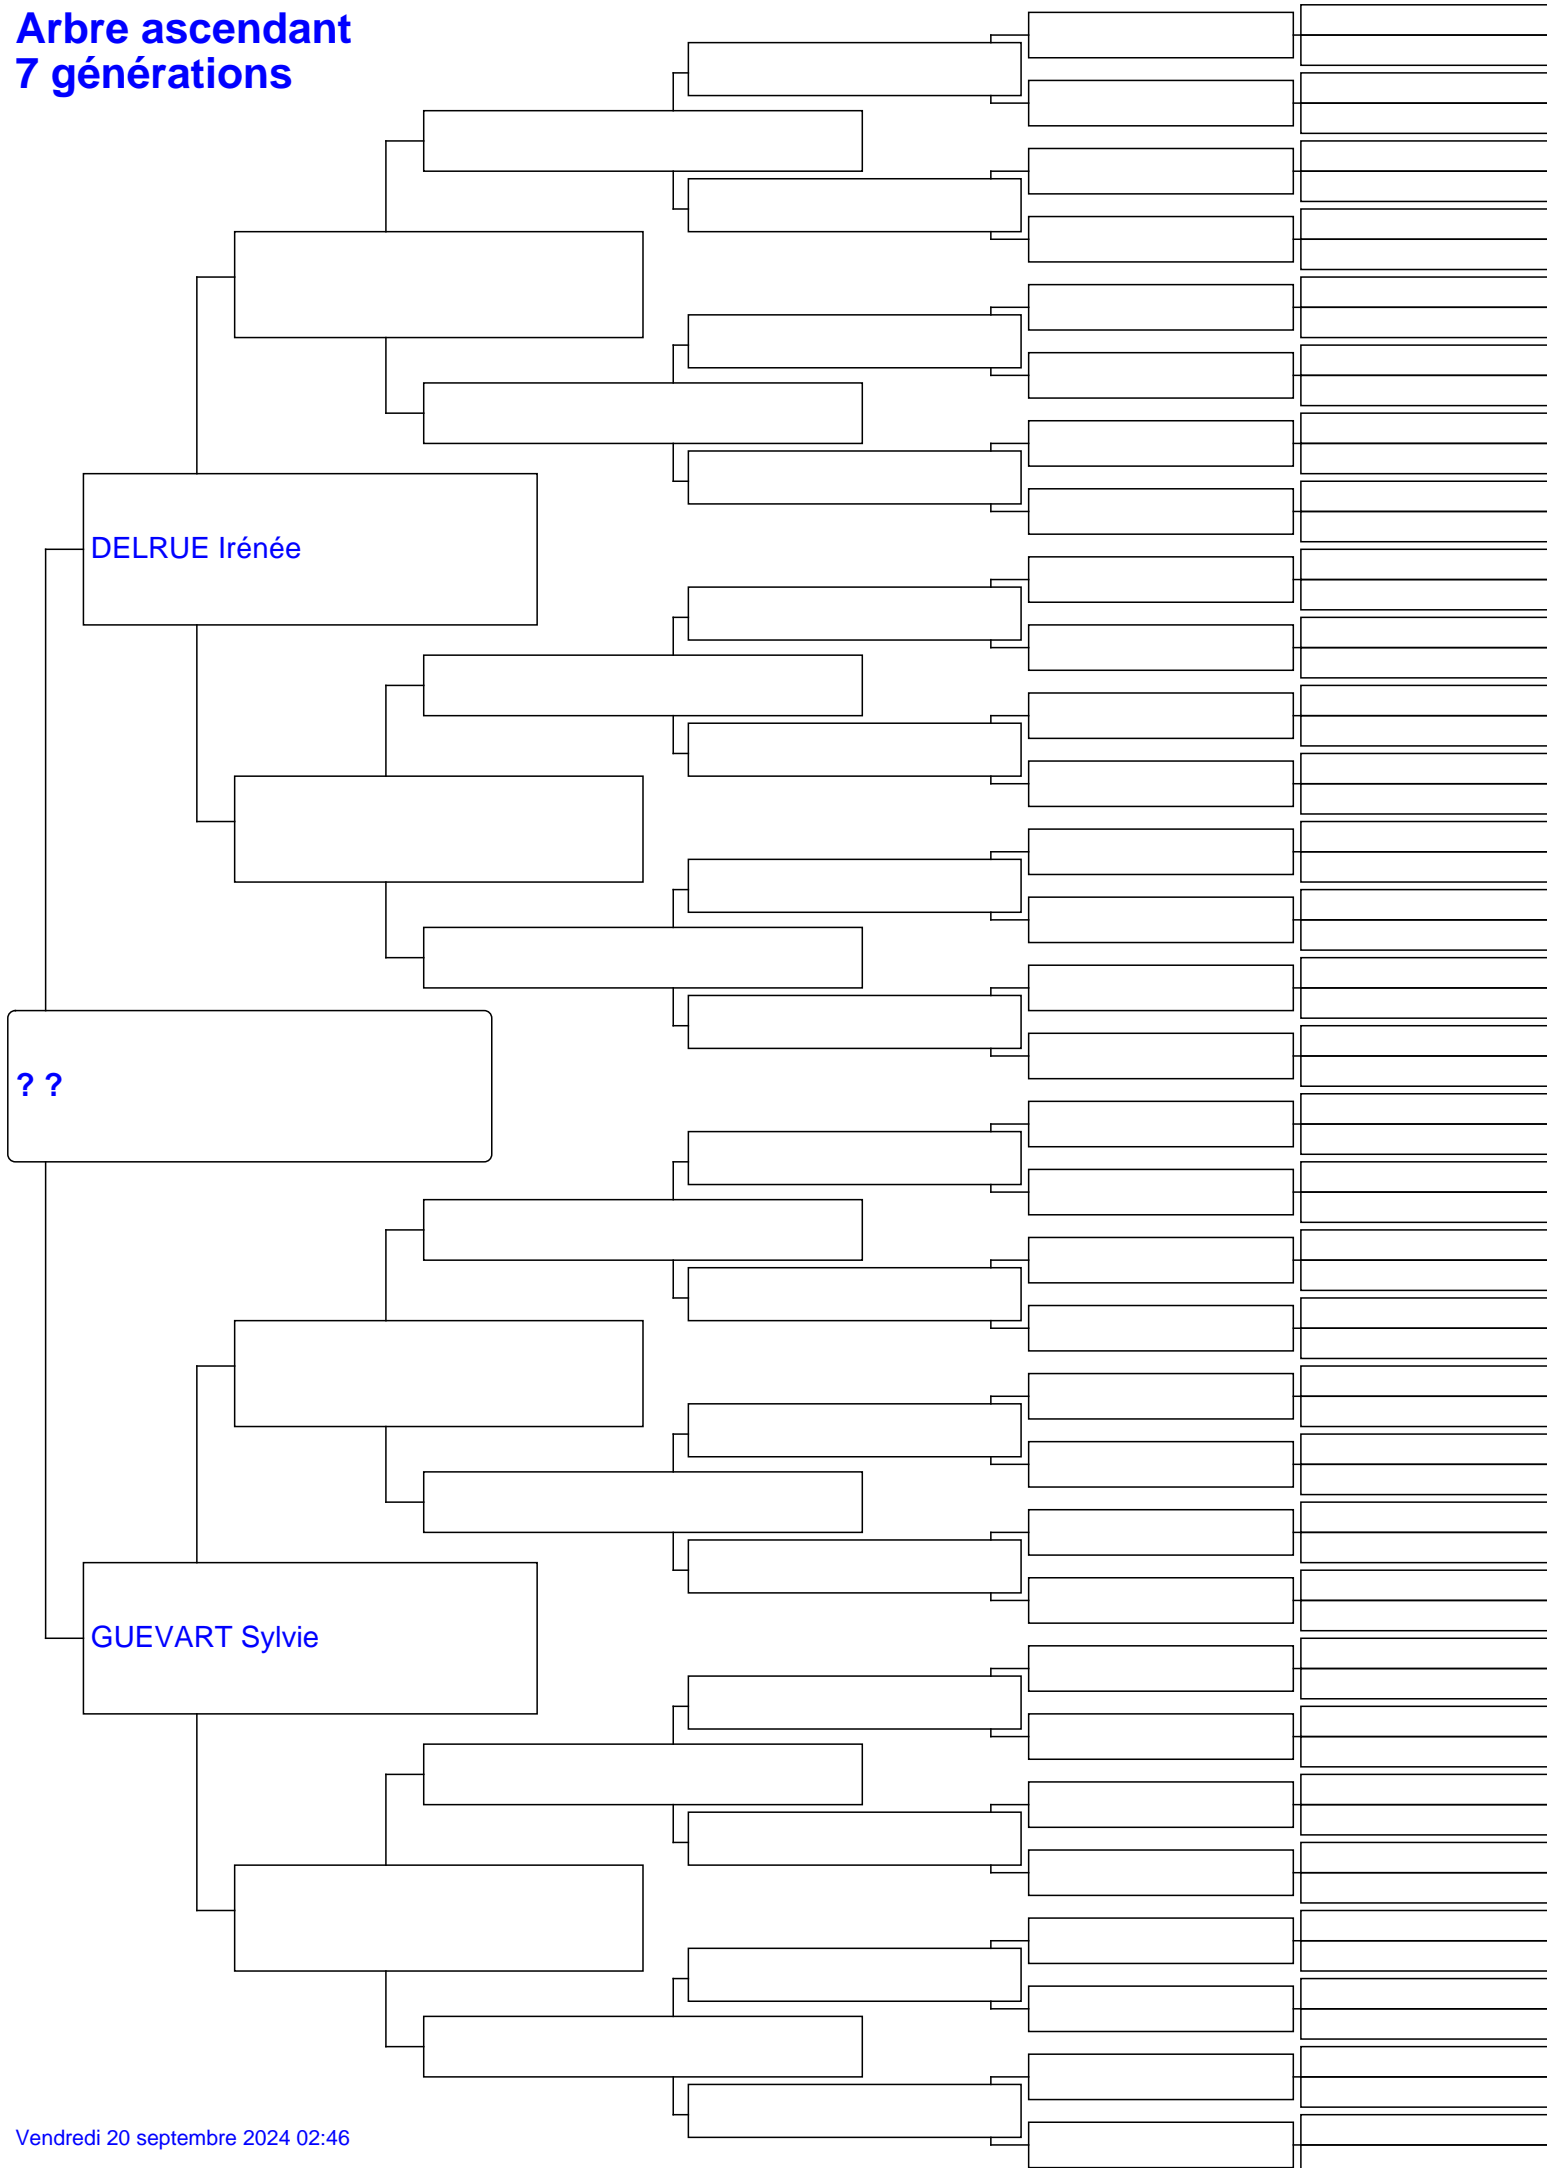 Arbre ascendant
7 générations
DELRUE Irénée
? ?
GUEVART Sylvie
Vendredi 20 septembre 2024 02:46